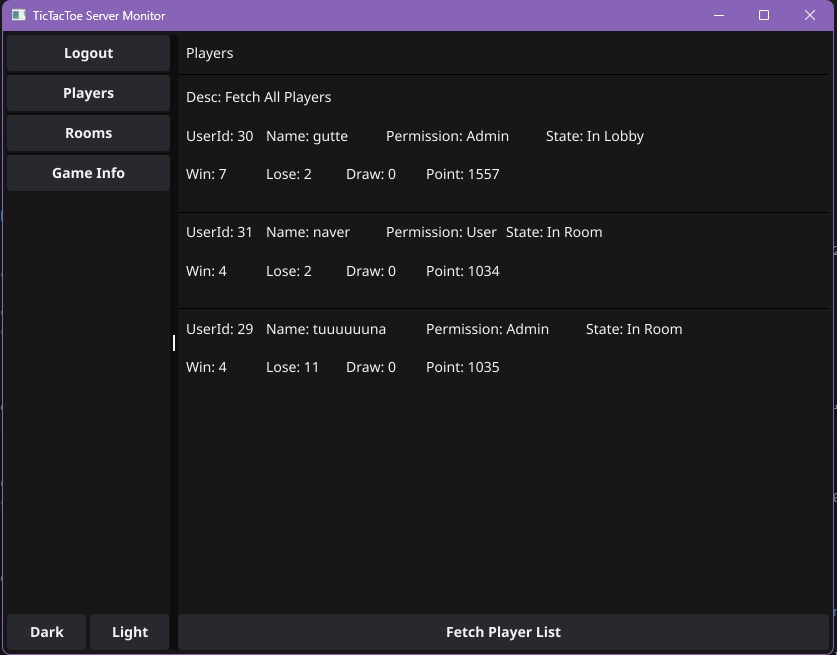 TicTacToe Server Monitor
Logout
Players
Rooms
Game Info
Players
Desc: Fetch All Players
UserId: 30 Name: gutte Permission: Admin State: In Lobby
Win: 7 Lose: 2 Draw: 0 Point: 1557
UserId: 31 Name: naver Permission: User State: In Room
Win: 4 Lose: 2 Draw: 0 Point: 1034
UserId: 29 Name: tuuuuuuna Permission: Admin State: In Room
Win: 4 Lose: 11 Draw: 0 Point: 1035
Dark Light Fetch Player List